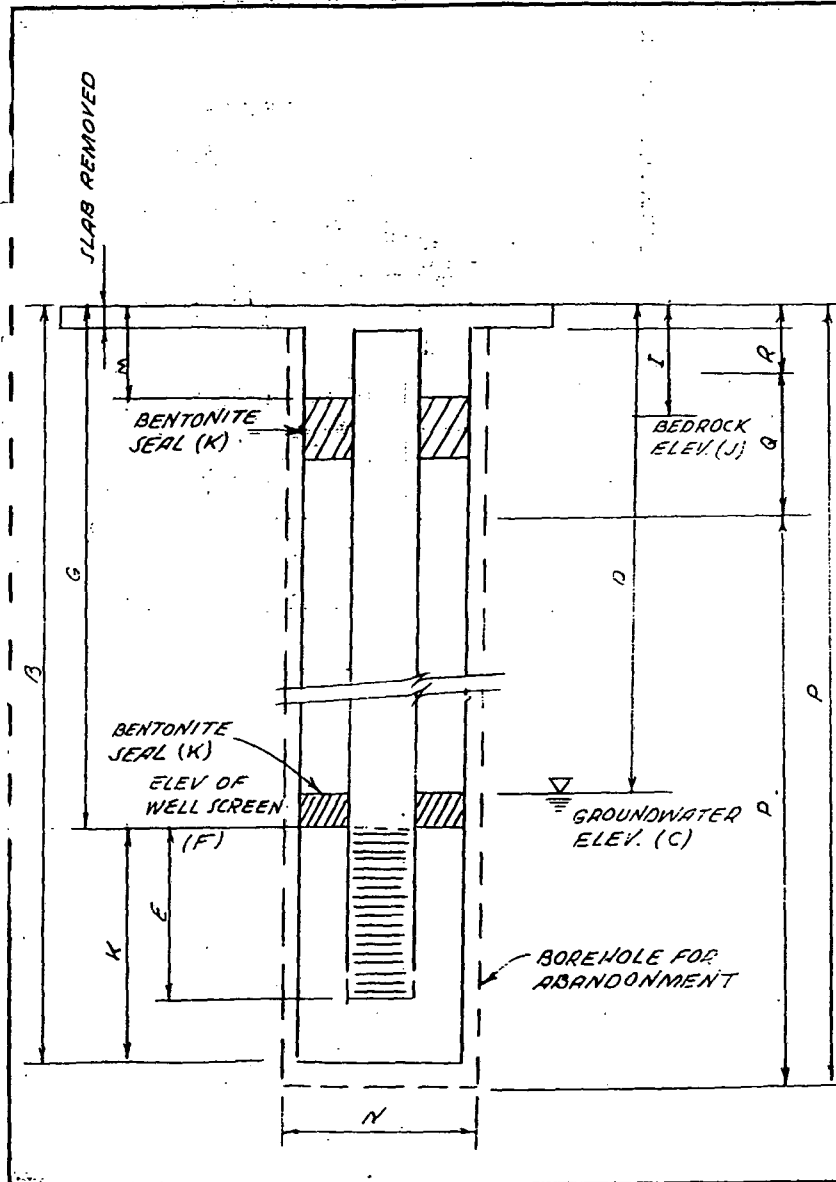 SLAB REMOVED
M
I
R
BENTONITE
SEAL (K)
BEDROCK
ELEV. (J)
Q
G
D
B
P
BENTONITE
SEAL (K)
ELEV OF
WELL SCREEN
(F)
GROUNDWATER
ELEV. (C)
P
E
K
BOREHOLE FOR
ABANDONMENT
N